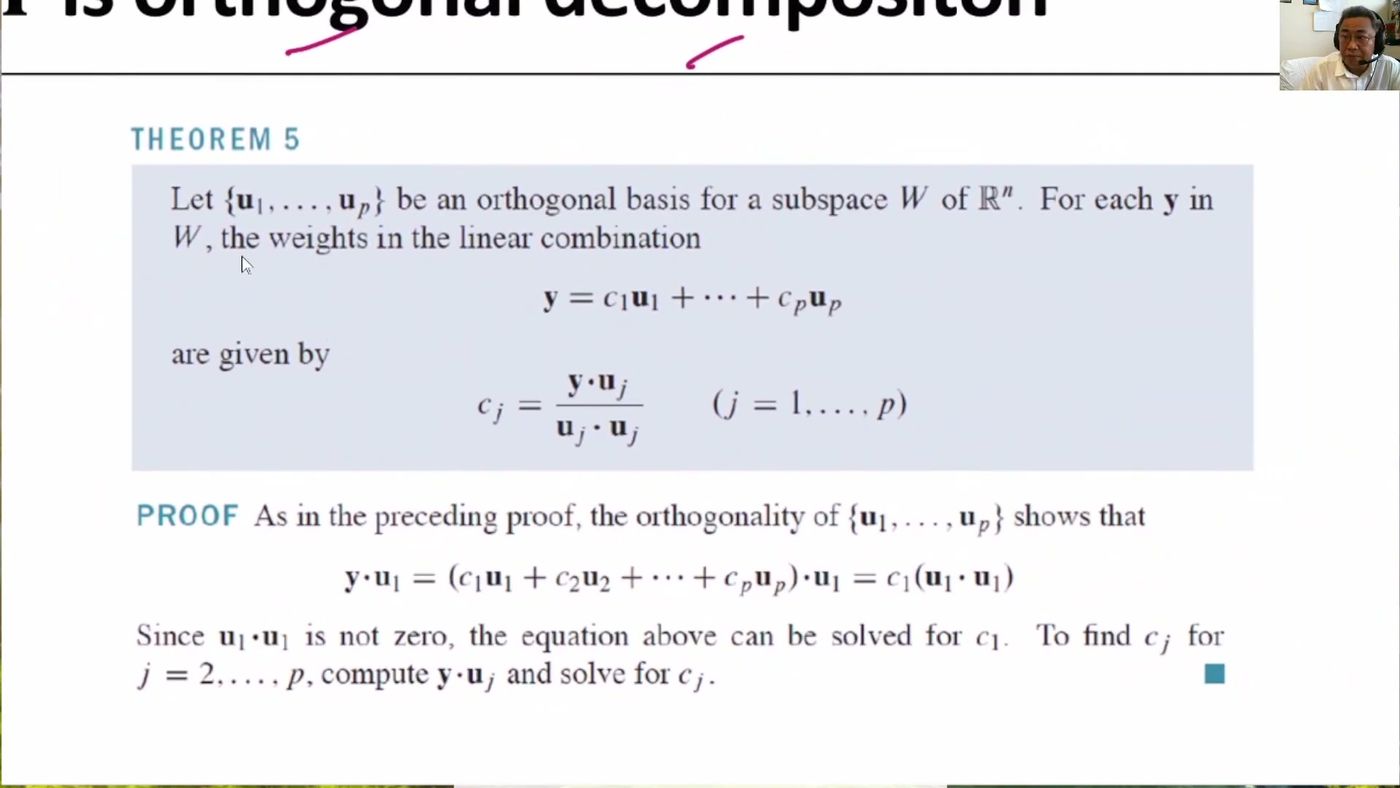 is orthogonal decompositon
THEOREM 5
Let {u₁, . . . , uₚ} be an orthogonal basis for a subspace W of ℝⁿ. For each y in
W, the weights in the linear combination
y = c₁u₁ + ⋯ + cₚuₚ
are given by
cⱼ = (y·uⱼ)/(uⱼ·uⱼ) (j = 1, . . . , p)
PROOF As in the preceding proof, the orthogonality of {u₁, . . . , uₚ} shows that
y·u₁ = (c₁u₁ + c₂u₂ + ⋯ + cₚuₚ)·u₁ = c₁(u₁·u₁)
Since u₁·u₁ is not zero, the equation above can be solved for c₁. To find cⱼ for
j = 2, . . . , p, compute y·uⱼ and solve for cⱼ.